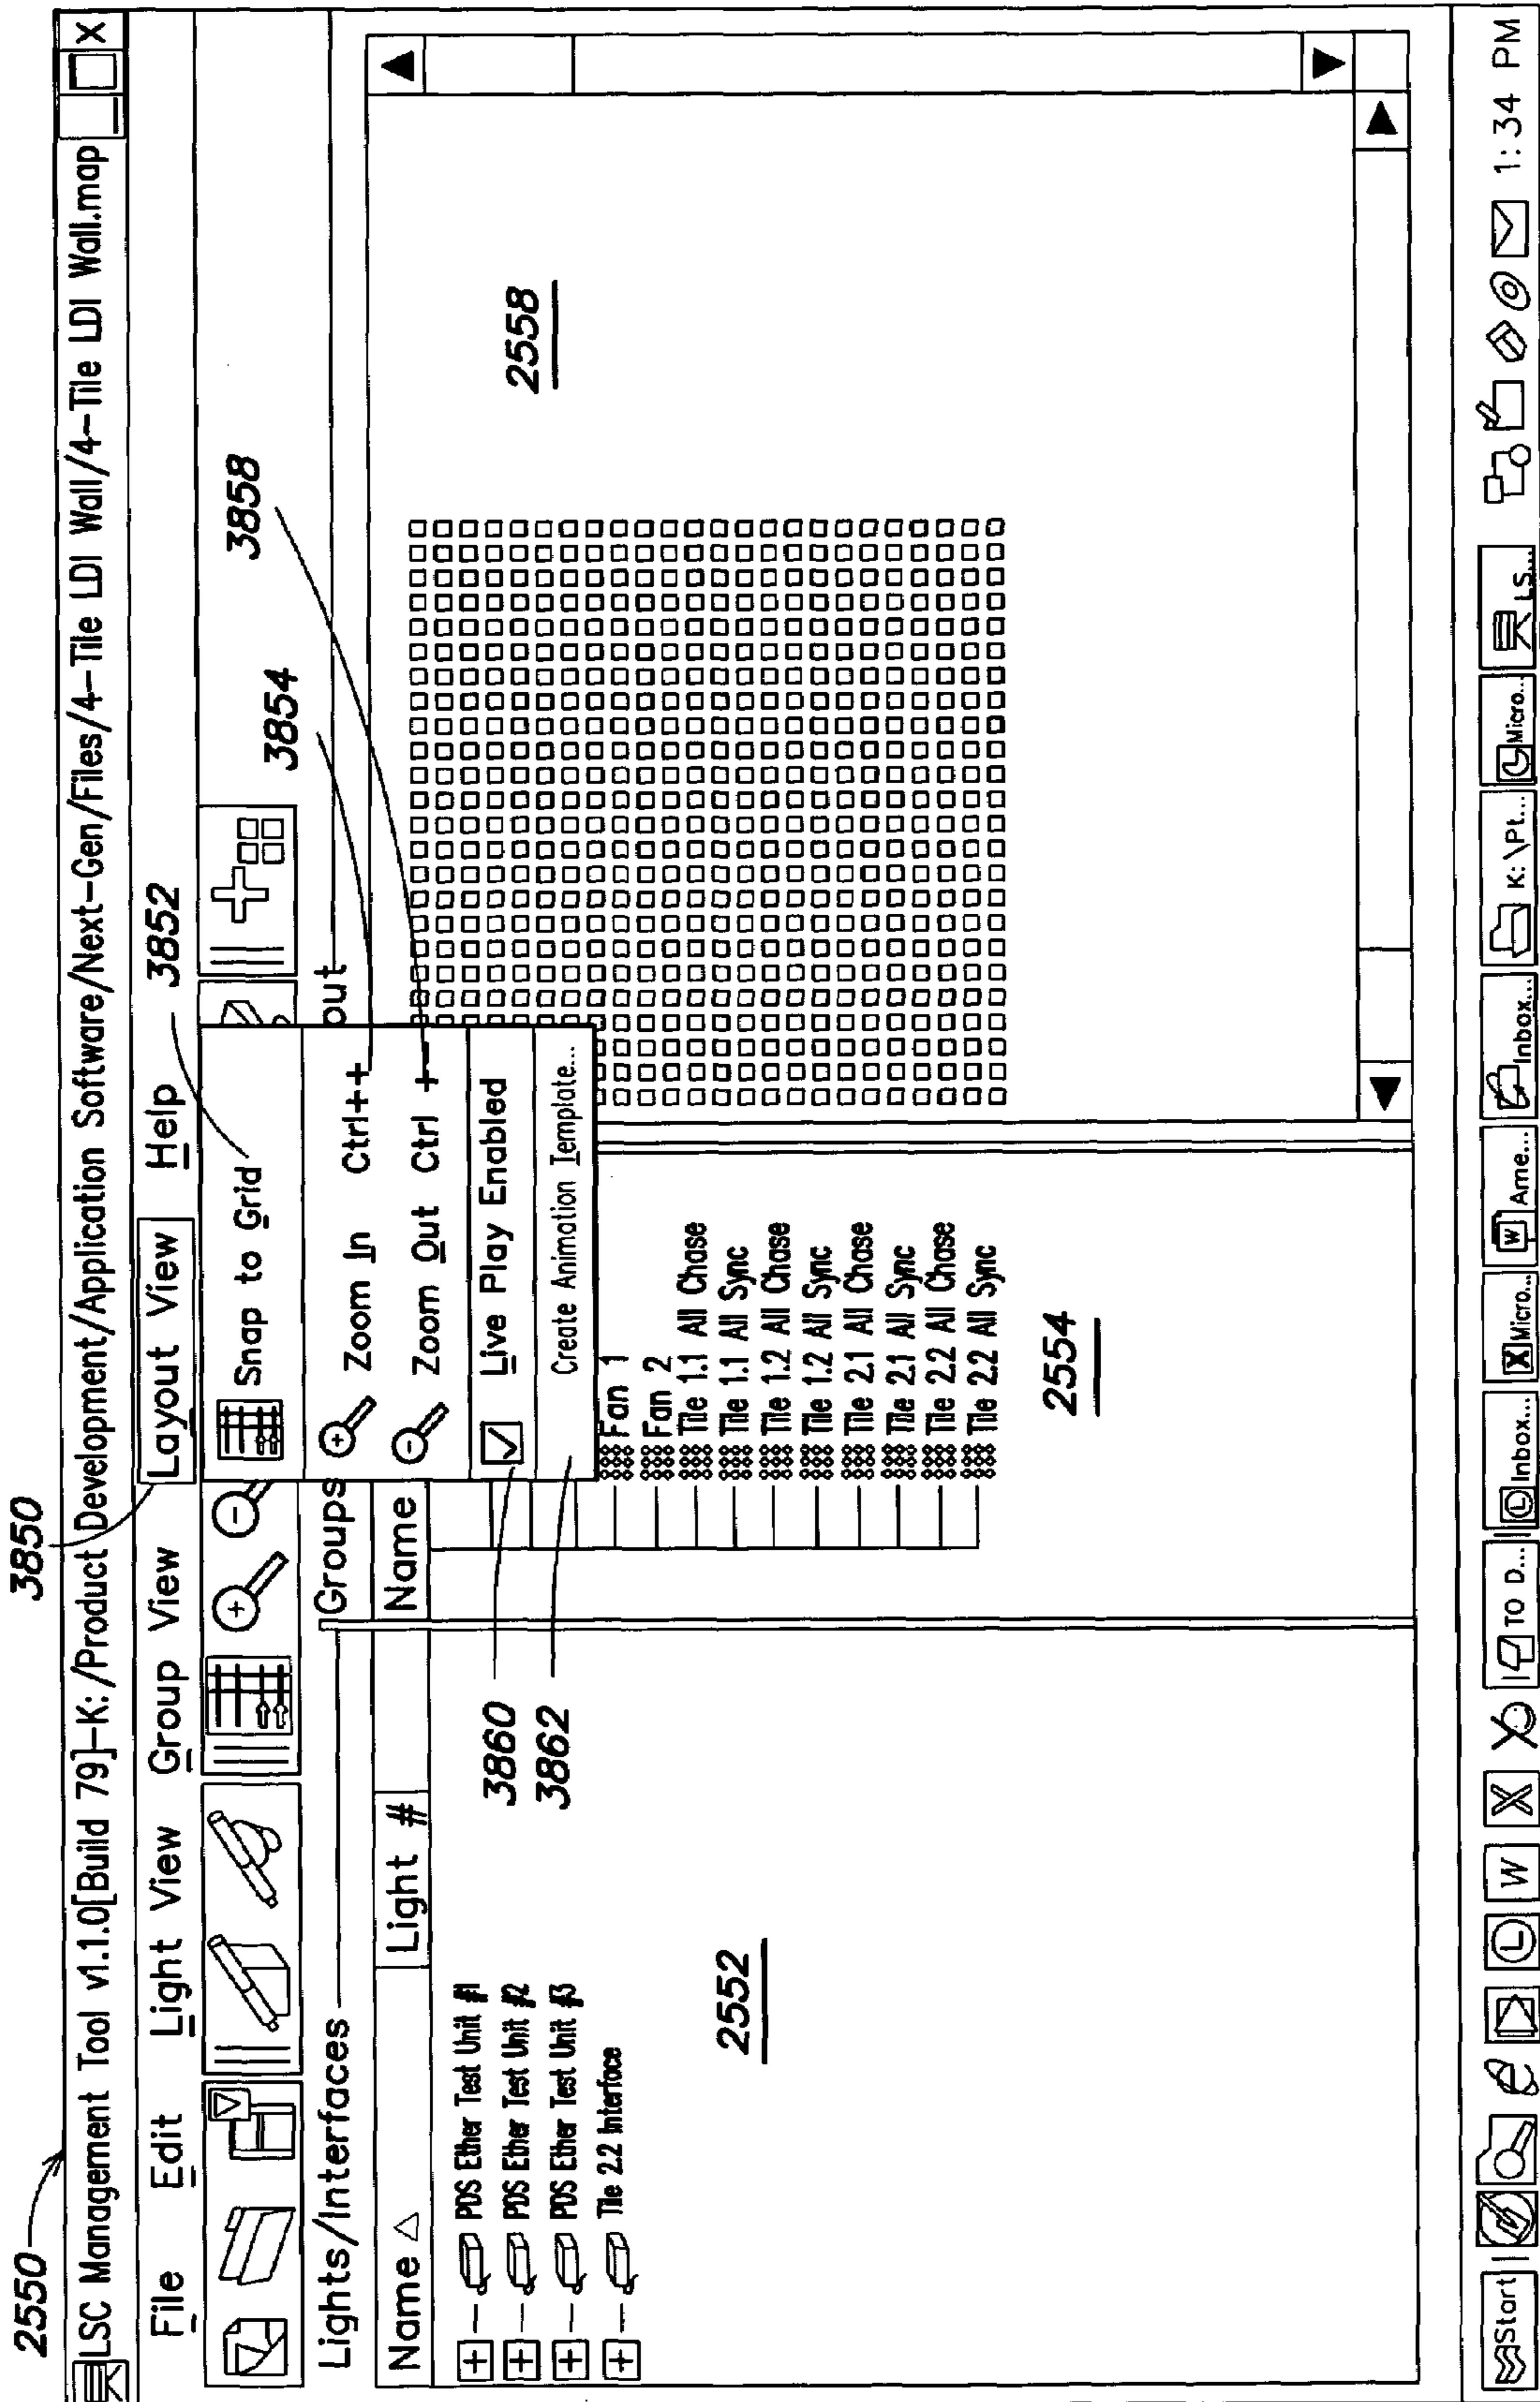 2550
3850
LSC Management Tool v1.1.0[Build 79]-K:/Product Development/Application Software/Next-Gen/Files/4-Tile LDI Wall/4-Tile LDI Wall.map
File Edit Light View Group View Layout View Help
3852
3854
3858
Snap to Grid
Zoom In Ctrl++
Zoom Out Ctrl +
Live Play Enabled
Create Animation Template...
Lights/Interfaces
Groups
out
Name
Light #
Name
PDS Ether Test Unit #1
PDS Ether Test Unit #2
PDS Ether Test Unit #3
Tile 2.2 Interface
3860
3862
Fan 1
Fan 2
Tile 1.1 All Chase
Tile 1.1 All Sync
Tile 1.2 All Chase
Tile 1.2 All Sync
Tile 2.1 All Chase
Tile 2.1 All Sync
Tile 2.2 All Chase
Tile 2.2 All Sync
2552
2554
2558
Start
W
X
TO D...
Inbox...
Micro...
Ame...
Inbox...
K:\Pt...
Micro...
LS...
1:34 PM